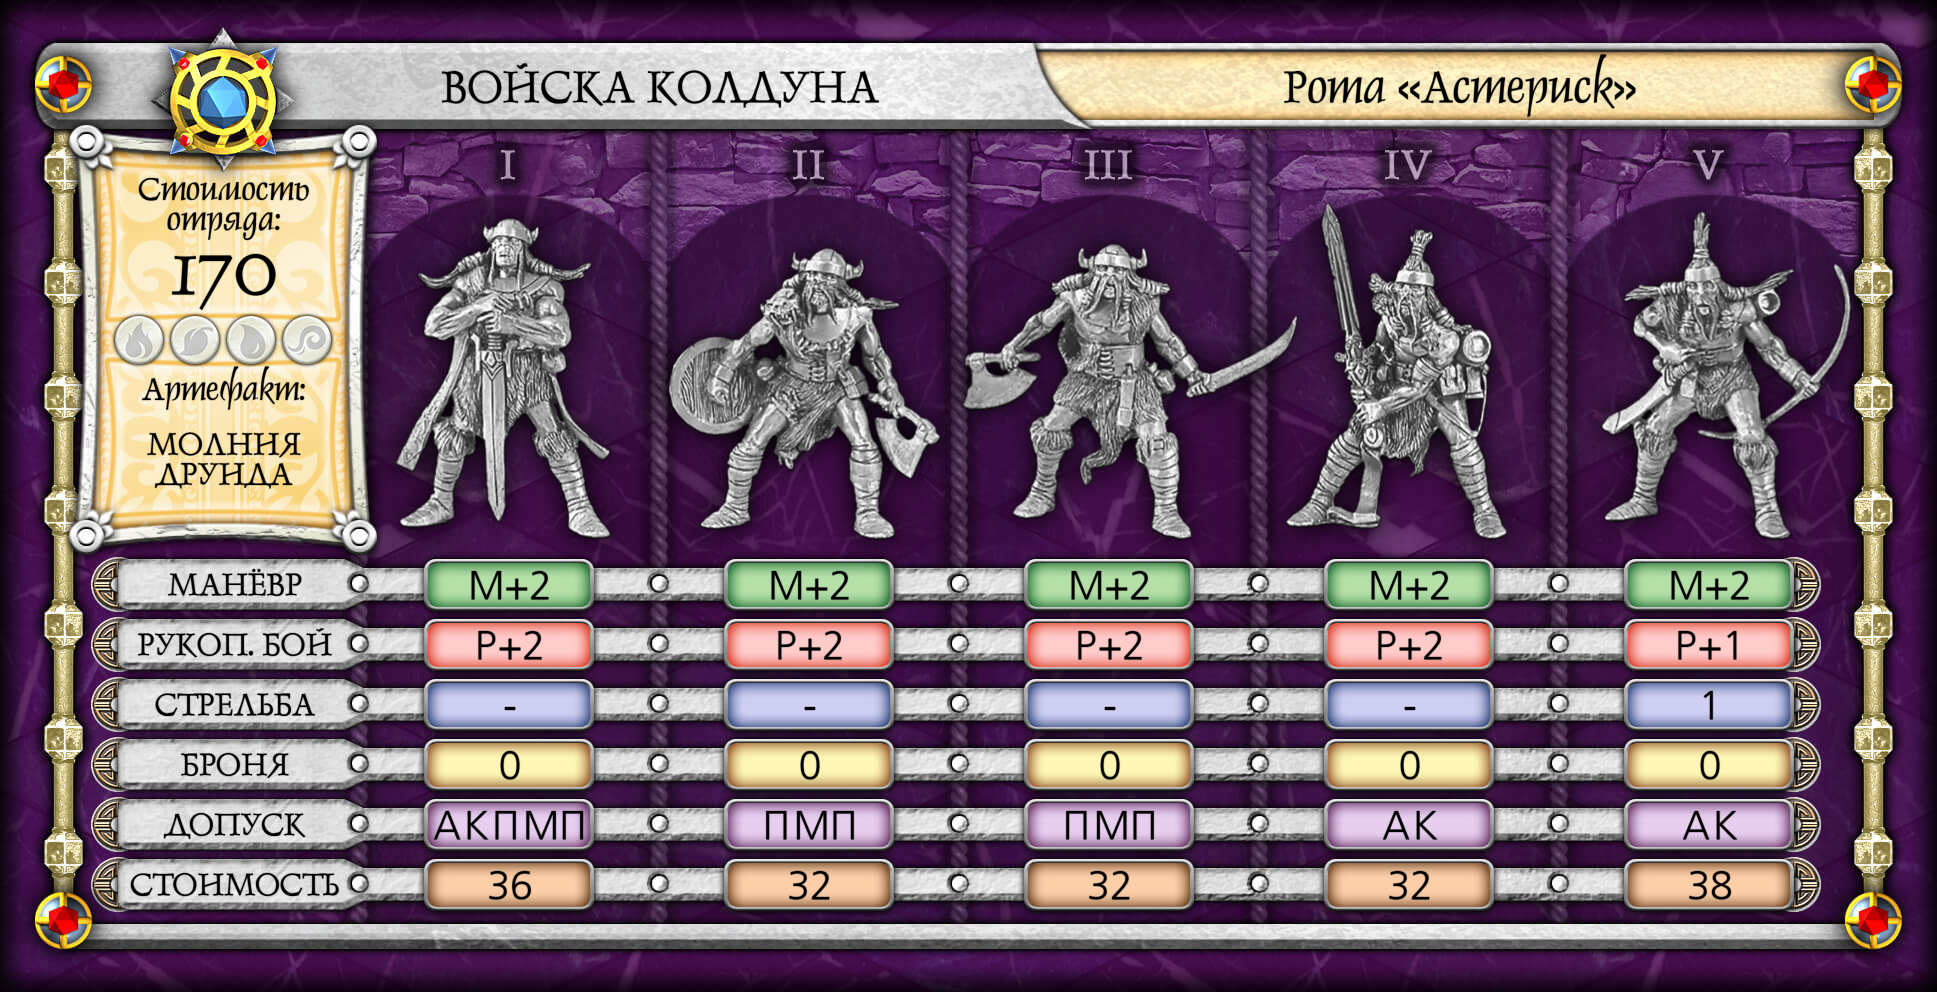 ВОЙСКА КОЛДУНА
Рота «Астериск»
Стоимость
отряда:
170
Артефакт:
МОЛНИЯ
ДРУНДА
I II III IV V
МАНЁВР М+2 М+2 М+2 М+2 М+2
РУКОП. БОЙ Р+2 Р+2 Р+2 Р+2 Р+1
СТРЕЛЬБА - - - - 1
БРОНЯ 0 0 0 0 0
ДОПУСК АКПМП ПМП ПМП АК АК
СТОИМОСТЬ 36 32 32 32 38